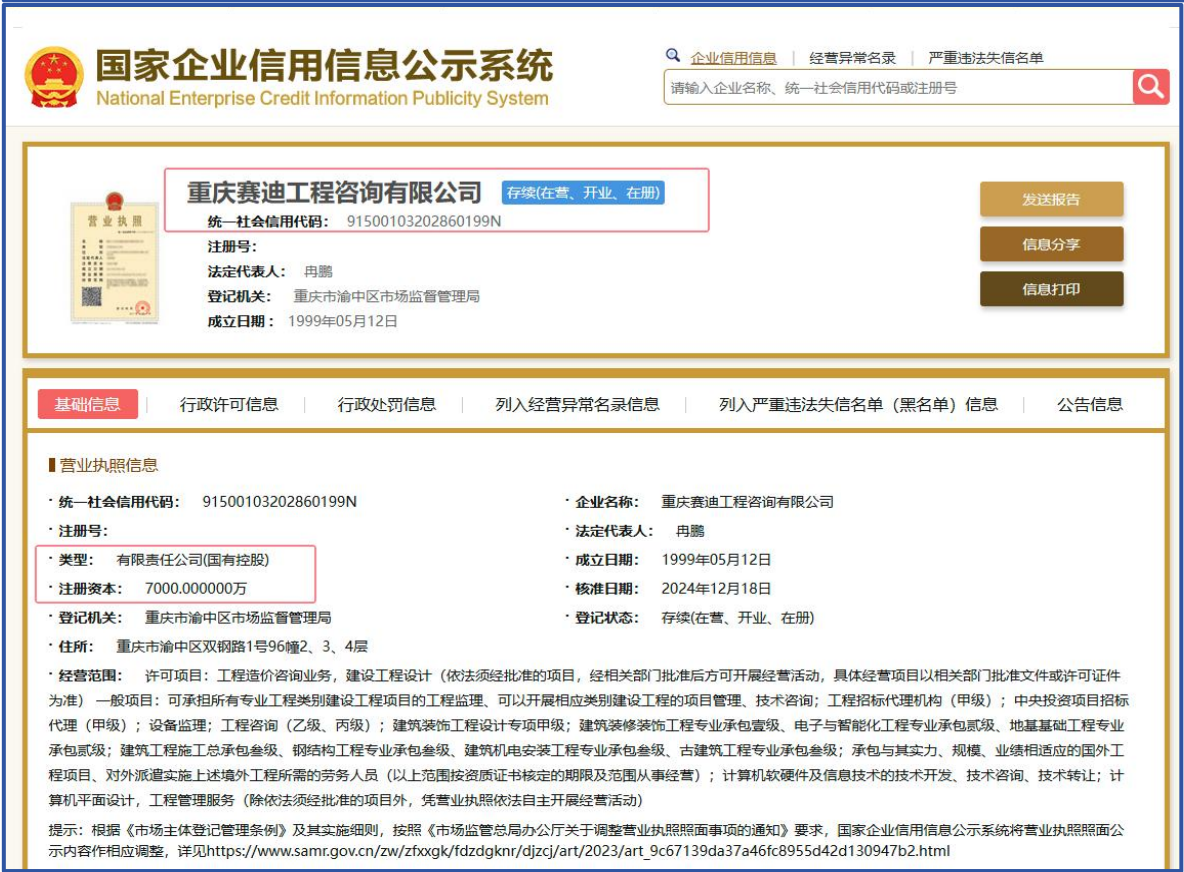 国家企业信用信息公示系统
National Enterprise Credit Information Publicity System
企业信用信息 | 经营异常名录 | 严重违法失信名单
请输入企业名称、统一社会信用代码或注册号
营业执照
重庆赛迪工程咨询有限公司 存续(在营、开业、在册)
统一社会信用代码： 91500103202860199N
注册号：
法定代表人： 冉鹏
登记机关： 重庆市渝中区市场监督管理局
成立日期： 1999年05月12日
发送报告
信息分享
信息打印
基础信息 | 行政许可信息 | 行政处罚信息 | 列入经营异常名录信息 | 列入严重违法失信名单（黑名单）信息 | 公告信息
营业执照信息
· 统一社会信用代码： 91500103202860199N · 企业名称： 重庆赛迪工程咨询有限公司
· 注册号： · 法定代表人： 冉鹏
· 类型： 有限责任公司(国有控股) · 成立日期： 1999年05月12日
· 注册资本： 7000.000000万 · 核准日期： 2024年12月18日
· 登记机关： 重庆市渝中区市场监督管理局 · 登记状态： 存续(在营、开业、在册)
· 住所： 重庆市渝中区双钢路1号96幢2、3、4层
· 经营范围： 许可项目：工程造价咨询业务，建设工程设计（依法须经批准的项目，经相关部门批准后方可开展经营活动，具体经营项目以相关部门批准文件或许可证件
为准） 一般项目：可承担所有专业工程类别建设工程项目的工程监理、可以开展相应类别建设工程的项目管理、技术咨询；工程招标代理机构（甲级）；中央投资项目招标
代理（甲级）；设备监理；工程咨询（乙级、丙级）；建筑装饰工程设计专项甲级；建筑装修装饰工程专业承包壹级、电子与智能化工程专业承包贰级、地基基础工程专业
承包贰级；建筑工程施工总承包叁级、钢结构工程专业承包叁级、建筑机电安装工程专业承包叁级、古建筑工程专业承包叁级；承包与其实力、规模、业绩相适应的国外工
程项目、对外派遣实施上述境外工程所需的劳务人员（以上范围按资质证书核定的期限及范围从事经营）；计算机软硬件及信息技术的技术开发、技术咨询、技术转让；计
算机平面设计，工程管理服务（除依法须经批准的项目外，凭营业执照依法自主开展经营活动）
提示：根据《市场主体登记管理条例》及其实施细则，按照《市场监管总局办公厅关于调整营业执照照面事项的通知》要求，国家企业信用信息公示系统将营业执照照面公
示内容作相应调整，详见https://www.samr.gov.cn/zw/zfxxgk/fdzdgknr/djzcj/art/2023/art_9c67139da37a46fc8955d42d130947b2.html